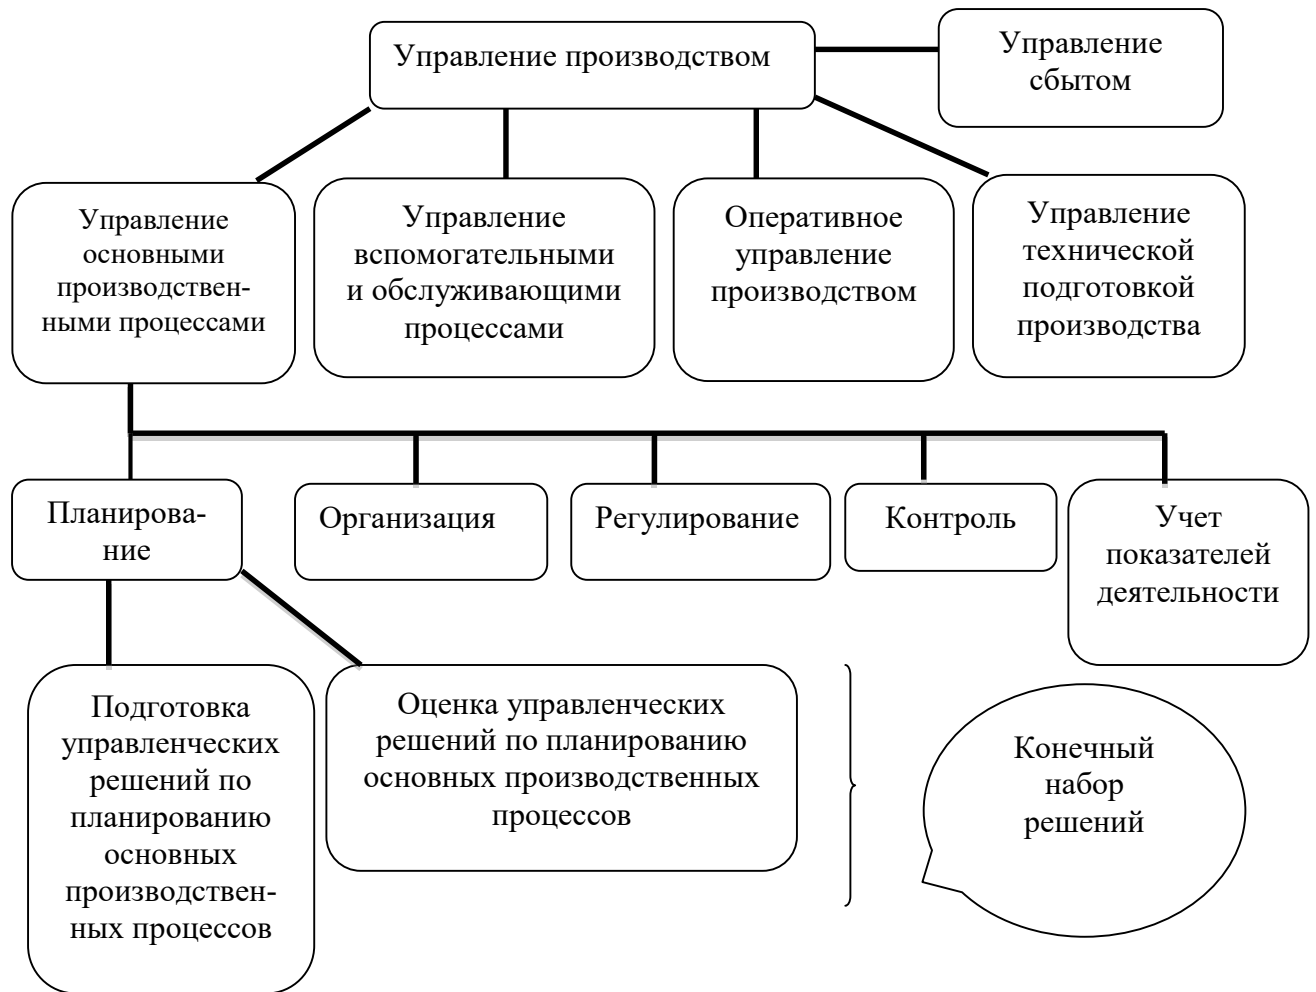 Управление производством
Управление
сбытом
Управление
основными
производствен-
ными процессами
Управление
вспомогательными
и обслуживающими
процессами
Оперативное
управление
производством
Управление
технической
подготовкой
производства
Планирова-
ние
Организация
Регулирование
Контроль
Учет
показателей
деятельности
Подготовка
управленческих
решений по
планированию
основных
производствен-
ных процессов
Оценка управленческих
решений по планированию
основных производственных
процессов
Конечный
набор
решений